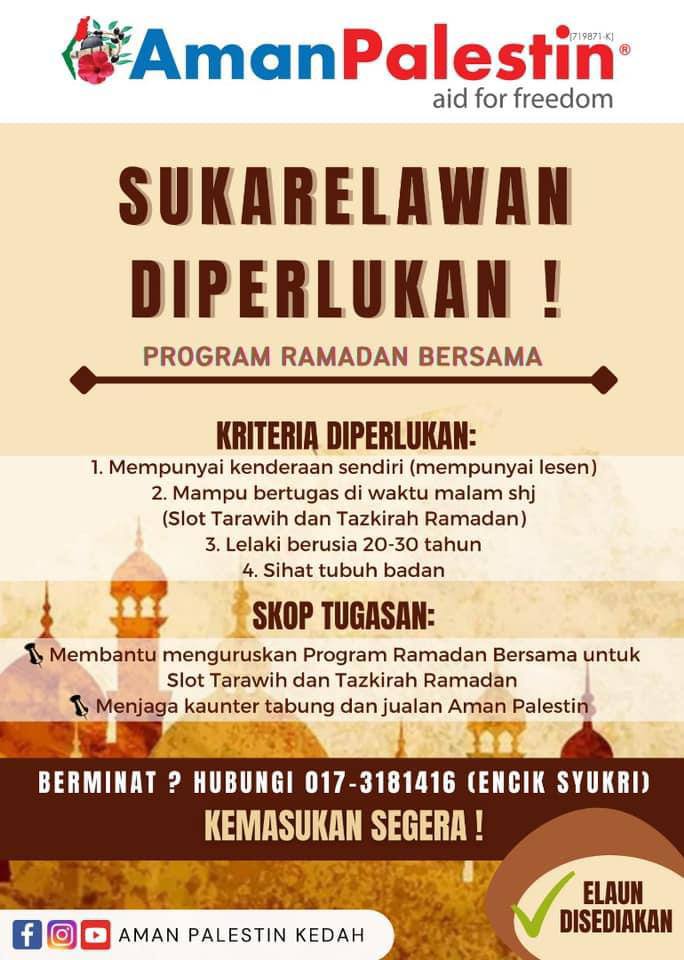 (719871-K)
AmanPalestin®
aid for freedom
SUKARELAWAN
DIPERLUKAN !
PROGRAM RAMADAN BERSAMA
KRITERIA DIPERLUKAN:
1. Mempunyai kenderaan sendiri (mempunyai lesen)
2. Mampu bertugas di waktu malam shj
(Slot Tarawih dan Tazkirah Ramadan)
3. Lelaki berusia 20-30 tahun
4. Sihat tubuh badan
SKOP TUGASAN:
Membantu menguruskan Program Ramadan Bersama untuk
Slot Tarawih dan Tazkirah Ramadan
Menjaga kaunter tabung dan jualan Aman Palestin
BERMINAT ? HUBUNGI 017-3181416 (ENCIK SYUKRI)
KEMASUKAN SEGERA !
ELAUN
DISEDIAKAN
AMAN PALESTIN KEDAH